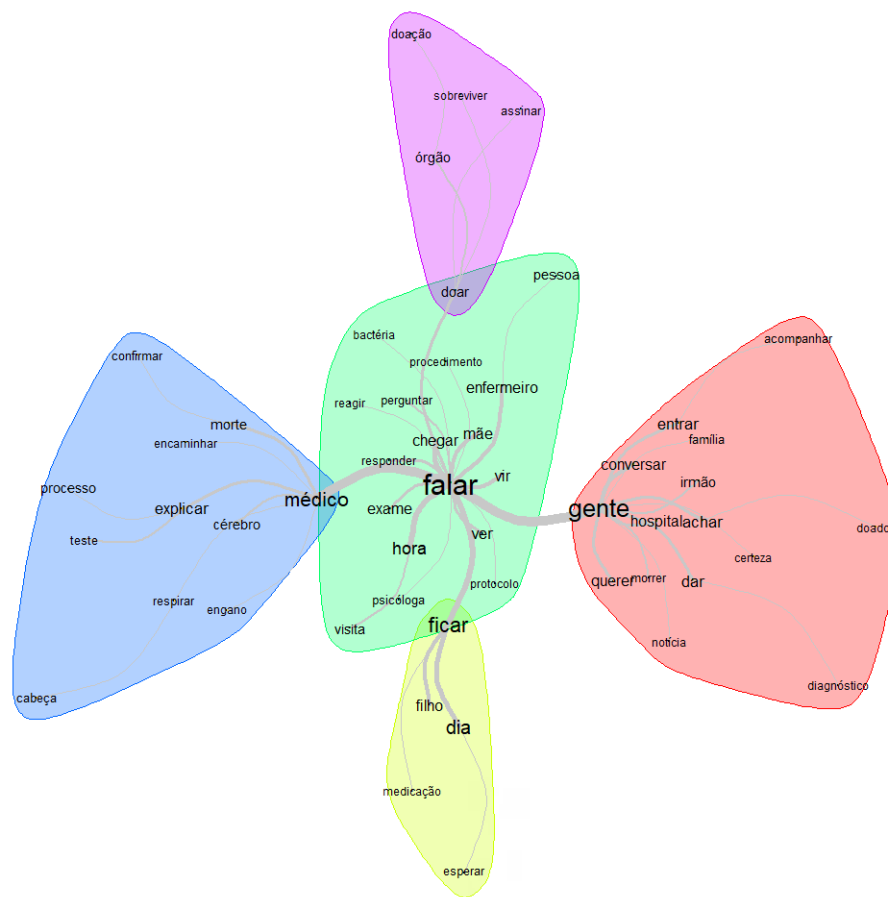 doação
sobreviver
assinar
órgão
doar
pessoa
bactéria
procedimento
enfermeiro
reagir
perguntar
chegar
mãe
responder
falar
vir
exame
hora
ver
psicóloga
protocolo
visita
confirmar
morte
encaminhar
processo
médico
explicar
cérebro
teste
respirar
engano
cabeça
acompanhar
entrar
família
conversar
irmão
gente
hospital
achar
doado
certeza
querer
morrer
dar
notícia
diagnóstico
ficar
filho
dia
medicação
esperar